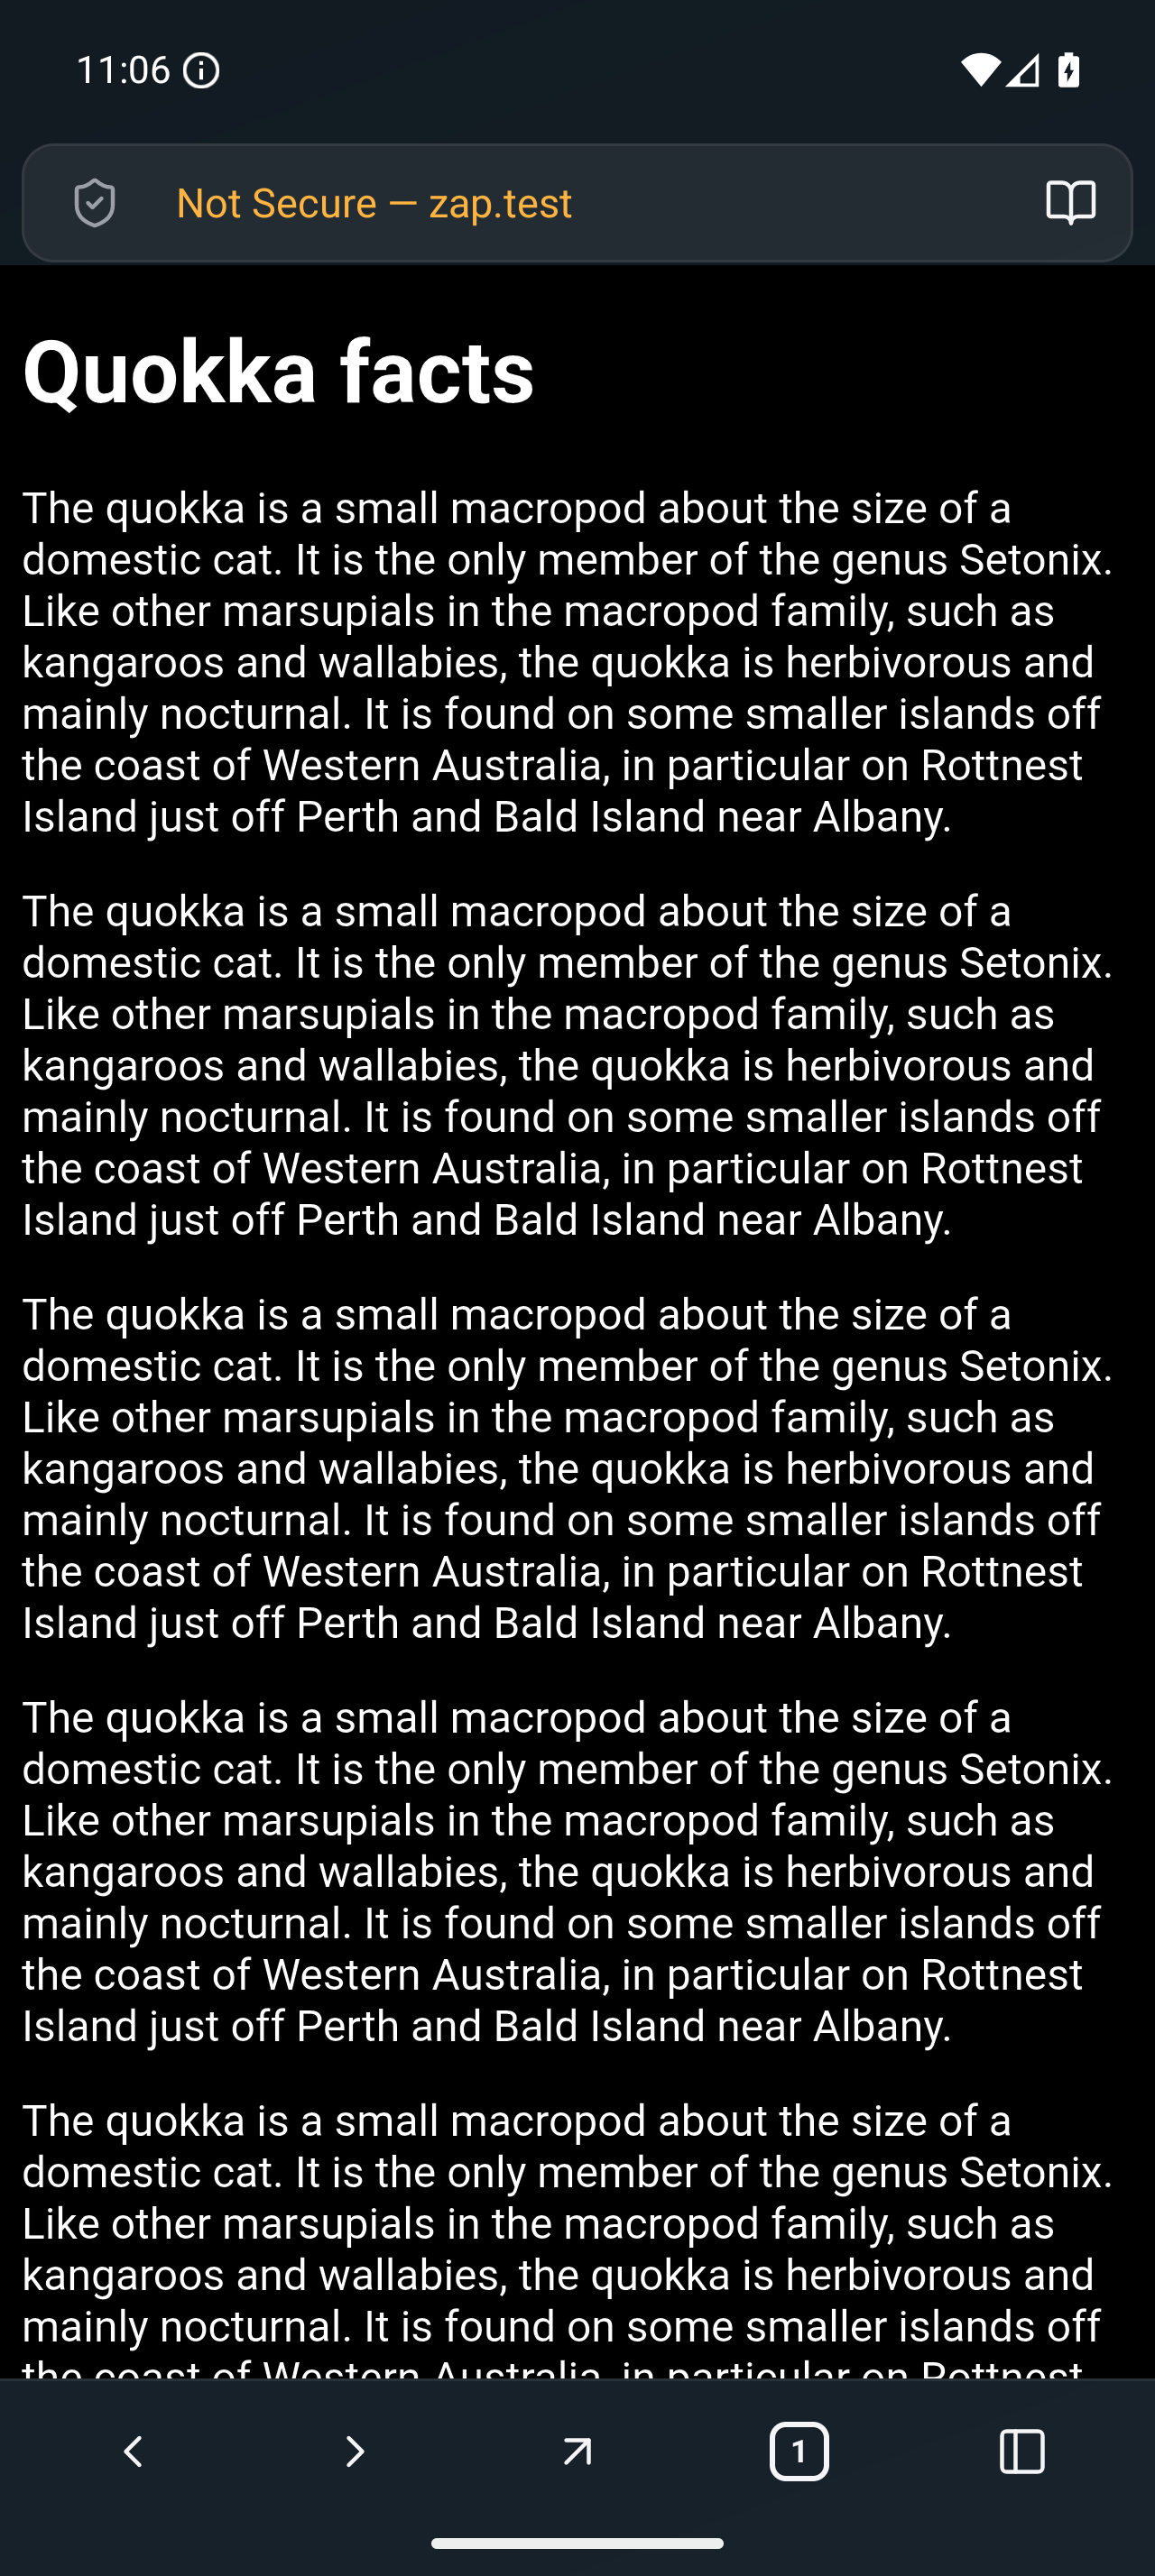 11:06
Not Secure — zap.test
Quokka facts
The quokka is a small macropod about the size of a
domestic cat. It is the only member of the genus Setonix.
Like other marsupials in the macropod family, such as
kangaroos and wallabies, the quokka is herbivorous and
mainly nocturnal. It is found on some smaller islands off
the coast of Western Australia, in particular on Rottnest
Island just off Perth and Bald Island near Albany.
The quokka is a small macropod about the size of a
domestic cat. It is the only member of the genus Setonix.
Like other marsupials in the macropod family, such as
kangaroos and wallabies, the quokka is herbivorous and
mainly nocturnal. It is found on some smaller islands off
the coast of Western Australia, in particular on Rottnest
Island just off Perth and Bald Island near Albany.
The quokka is a small macropod about the size of a
domestic cat. It is the only member of the genus Setonix.
Like other marsupials in the macropod family, such as
kangaroos and wallabies, the quokka is herbivorous and
mainly nocturnal. It is found on some smaller islands off
the coast of Western Australia, in particular on Rottnest
Island just off Perth and Bald Island near Albany.
The quokka is a small macropod about the size of a
domestic cat. It is the only member of the genus Setonix.
Like other marsupials in the macropod family, such as
kangaroos and wallabies, the quokka is herbivorous and
mainly nocturnal. It is found on some smaller islands off
the coast of Western Australia, in particular on Rottnest
Island just off Perth and Bald Island near Albany.
The quokka is a small macropod about the size of a
domestic cat. It is the only member of the genus Setonix.
Like other marsupials in the macropod family, such as
kangaroos and wallabies, the quokka is herbivorous and
mainly nocturnal. It is found on some smaller islands off
the coast of Western Australia, in particular on Rottnest
1